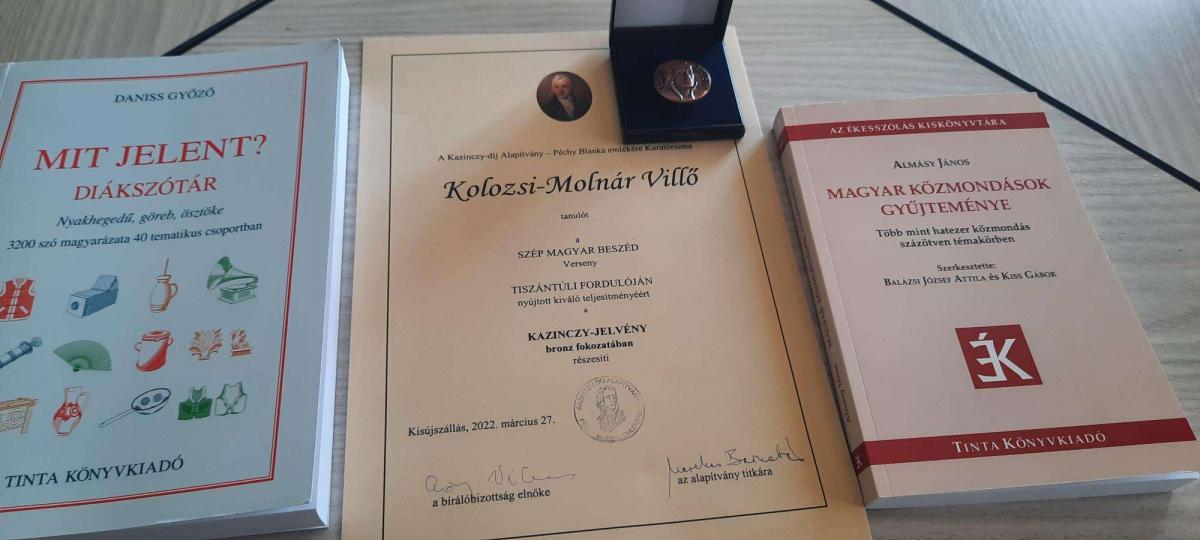 DANISS GYŐZŐ
MIT JELENT?
DIÁKSZÓTÁR
Nyakhegedű, göreb, ösztöke
3200 szó magyarázata 40 tematikus csoportban
TINTA KÖNYVKIADÓ
A Kazinczy-díj Alapítvány – Péchy Blanka emlékére Kuratóriuma
Kolozsi-Molnár Villő
tanulót
a
SZÉP MAGYAR BESZÉD
Verseny
TISZÁNTÚLI FORDULÓJÁN
nyújtott kiváló teljesítményéért
a
KAZINCZY-JELVÉNY
bronz fokozatában
részesíti
Kisújszállás, 2022. március 27.
a bírálóbizottság elnöke
az alapítvány titkára
AZ ÉKESSZÓLÁS KISKÖNYVTÁRA
ALMÁSY JÁNOS
MAGYAR KÖZMONDÁSOK
GYŰJTEMÉNYE
Több mint hatezer közmondás
százötven témakörben
Szerkesztette:
BALÁZSI JÓZSEF ATTILA és KISS GÁBOR
ÉK
TINTA KÖNYVKIADÓ